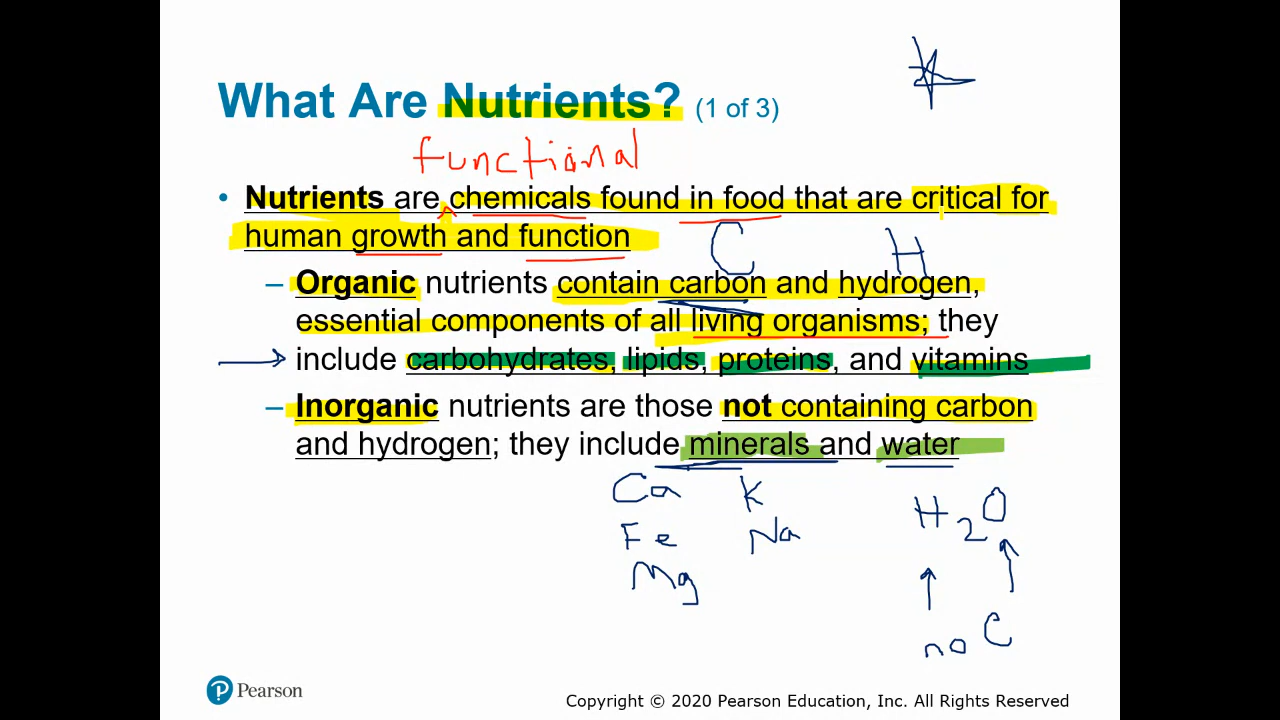 What Are Nutrients? (1 of 3)
functional
• Nutrients are chemicals found in food that are critical for
human growth and function
C H
– Organic nutrients contain carbon and hydrogen,
essential components of all living organisms; they
include carbohydrates, lipids, proteins, and vitamins
– Inorganic nutrients are those not containing carbon
and hydrogen; they include minerals and water
Ca K H2O
Fe Na
Mg
no C
Pearson
Copyright © 2020 Pearson Education, Inc. All Rights Reserved